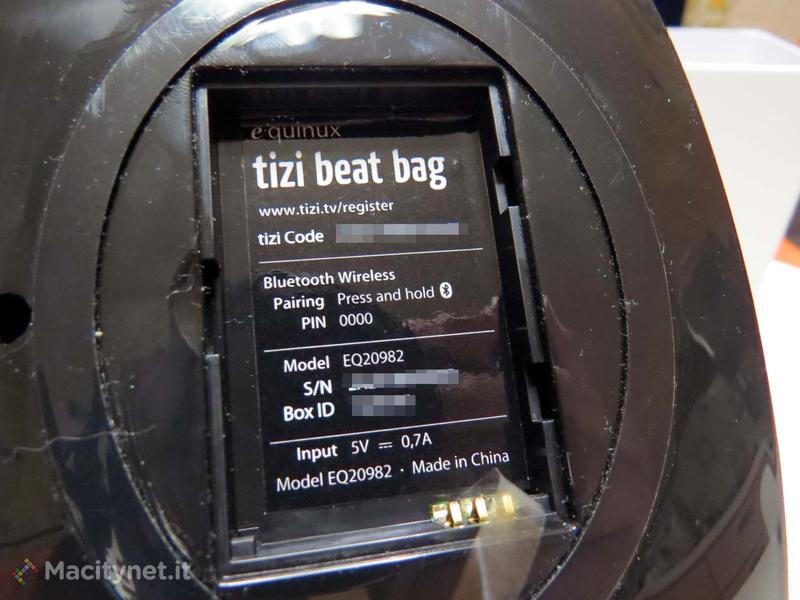 equinux
tizi beat bag
www.tizi.tv/register
tizi Code
Bluetooth Wireless
Pairing Press and hold
PIN 0000
Model EQ20982
S/N
Box ID
Input 5V ⎓ 0,7A
Model EQ20982 · Made in China
Macitynet.it